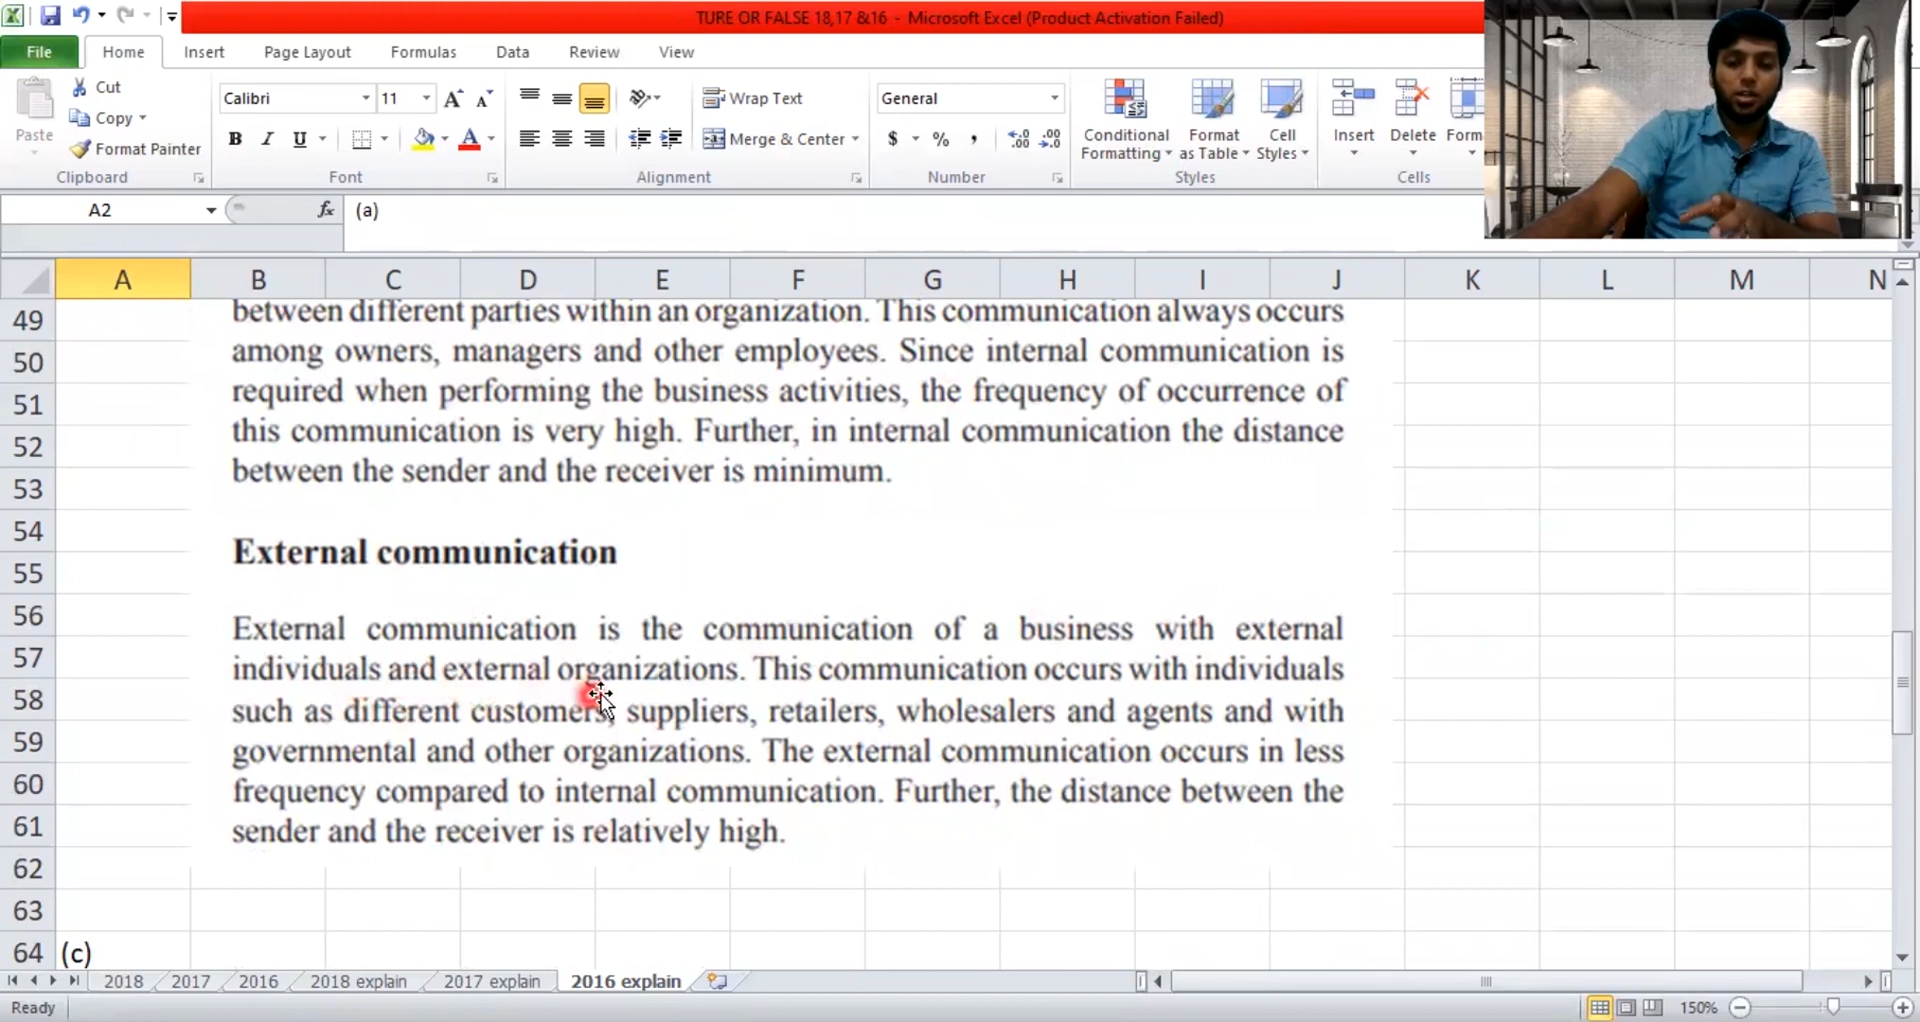 TURE OR FALSE 18,17 &16 - Microsoft Excel (Product Activation Failed)
File Home Insert Page Layout Formulas Data Review View
Cut
Copy
Format Painter
Paste
Calibri 11
B I U
Wrap Text
Merge & Center
General
$ % ,
Conditional Formatting
Format as Table
Cell Styles
Insert Delete Form
Clipboard Font Alignment Number Styles Cells
A2 fx (a)
A B C D E F G H I J K L M N
49 between different parties within an organization. This communication always occurs
50 among owners, managers and other employees. Since internal communication is
51 required when performing the business activities, the frequency of occurrence of
52 this communication is very high. Further, in internal communication the distance
53 between the sender and the receiver is minimum.
54
55 External communication
56 External communication is the communication of a business with external
57 individuals and external organizations. This communication occurs with individuals
58 such as different customers, suppliers, retailers, wholesalers and agents and with
59 governmental and other organizations. The external communication occurs in less
60 frequency compared to internal communication. Further, the distance between the
61 sender and the receiver is relatively high.
62
63
64 (c)
2018 2017 2016 2018 explain 2017 explain 2016 explain
Ready 150%